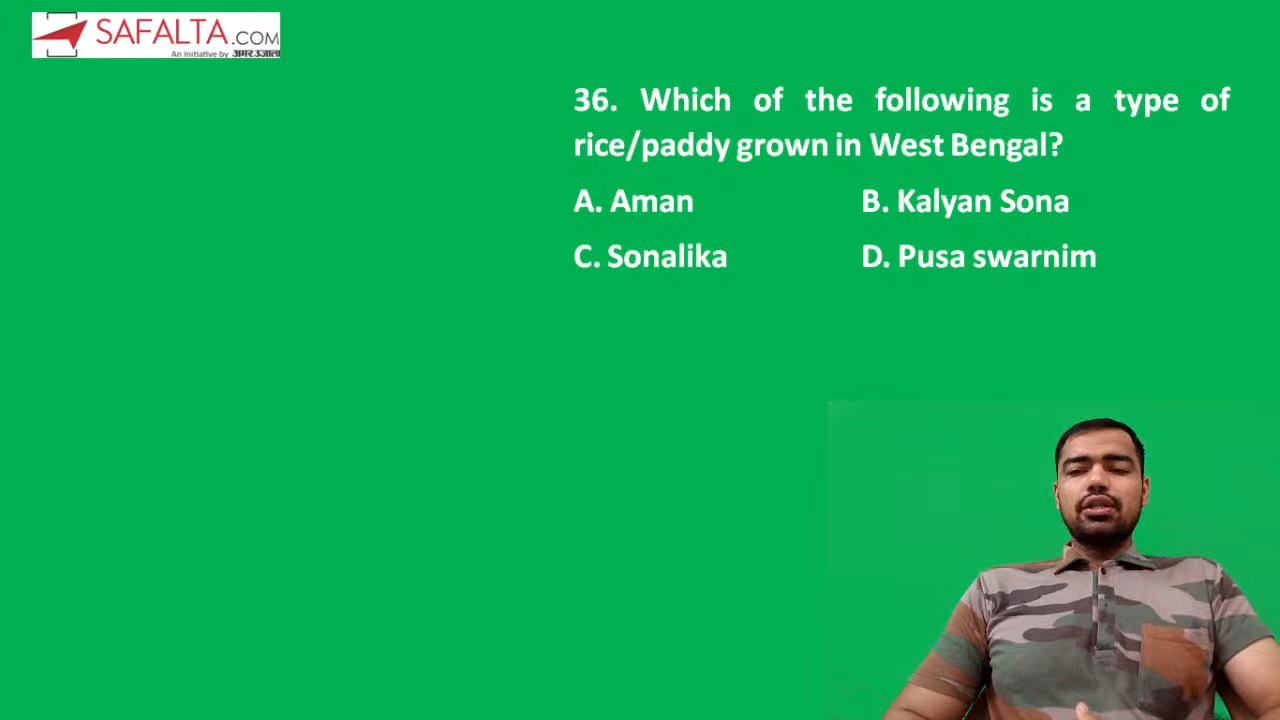 SAFALTA.COM
An Initiative by अमर उजाला
36. Which of the following is a type of
rice/paddy grown in West Bengal?
A. Aman B. Kalyan Sona
C. Sonalika D. Pusa swarnim